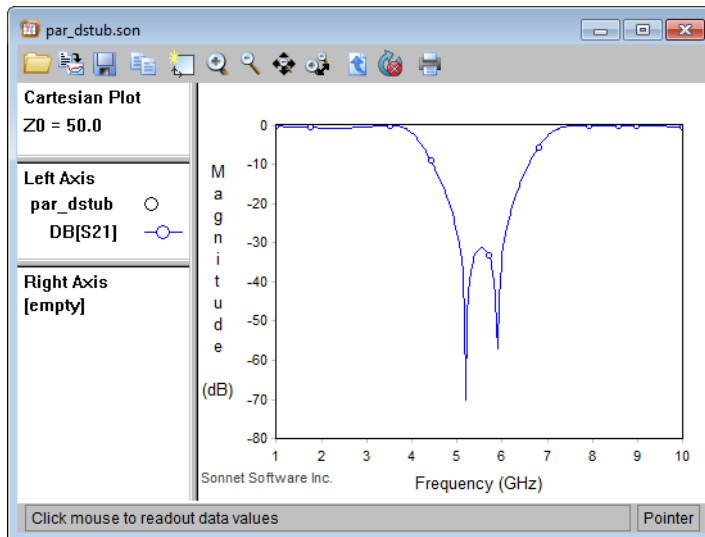 par_dstub.son
Cartesian Plot
Z0 = 50.0
Left Axis
par_dstub
DB[S21]
Right Axis
[empty]
Magnitude
(dB)
0
-10
-20
-30
-40
-50
-60
-70
-80
1 2 3 4 5 6 7 8 9 10
Sonnet Software Inc.
Frequency (GHz)
Click mouse to readout data values
Pointer